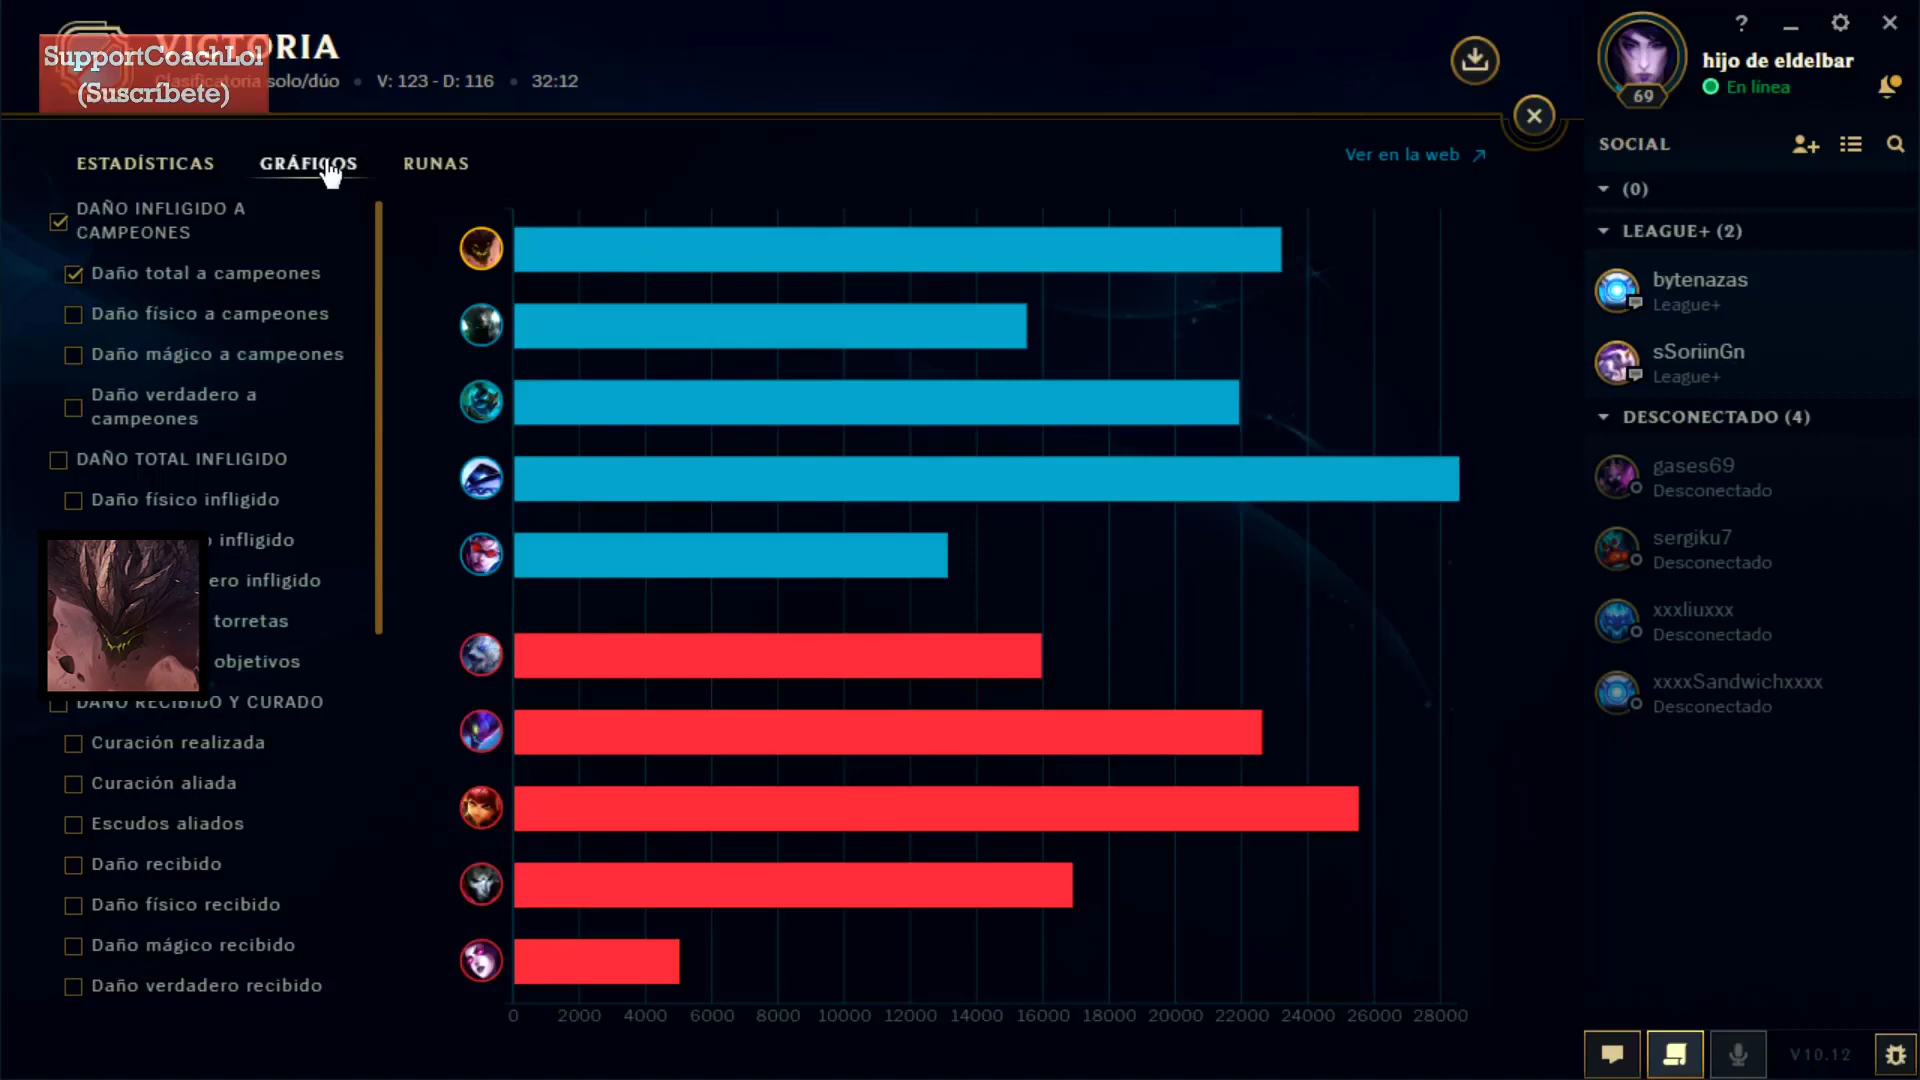 VICTORIA
SupportCoachLol
(Suscríbete)
Clasificatoria solo/dúo • V: 123 - D: 116 • 32:12
ESTADÍSTICAS
GRÁFICOS
RUNAS
Ver en la web
DAÑO INFLIGIDO A
CAMPEONES
Daño total a campeones
Daño físico a campeones
Daño mágico a campeones
Daño verdadero a
campeones
DAÑO TOTAL INFLIGIDO
Daño físico infligido
infligido
ero infligido
torretas
objetivos
DAÑO RECIBIDO Y CURADO
Curación realizada
Curación aliada
Escudos aliados
Daño recibido
Daño físico recibido
Daño mágico recibido
Daño verdadero recibido
0 2000 4000 6000 8000 10000 12000 14000 16000 18000 20000 22000 24000 26000 28000
?
69
hijo de eldelbar
En línea
SOCIAL
(0)
LEAGUE+ (2)
bytenazas
League+
sSoriinGn
League+
DESCONECTADO (4)
gases69
Desconectado
sergiku7
Desconectado
xxxliuxxx
Desconectado
xxxxSandwichxxxx
Desconectado
V10.12